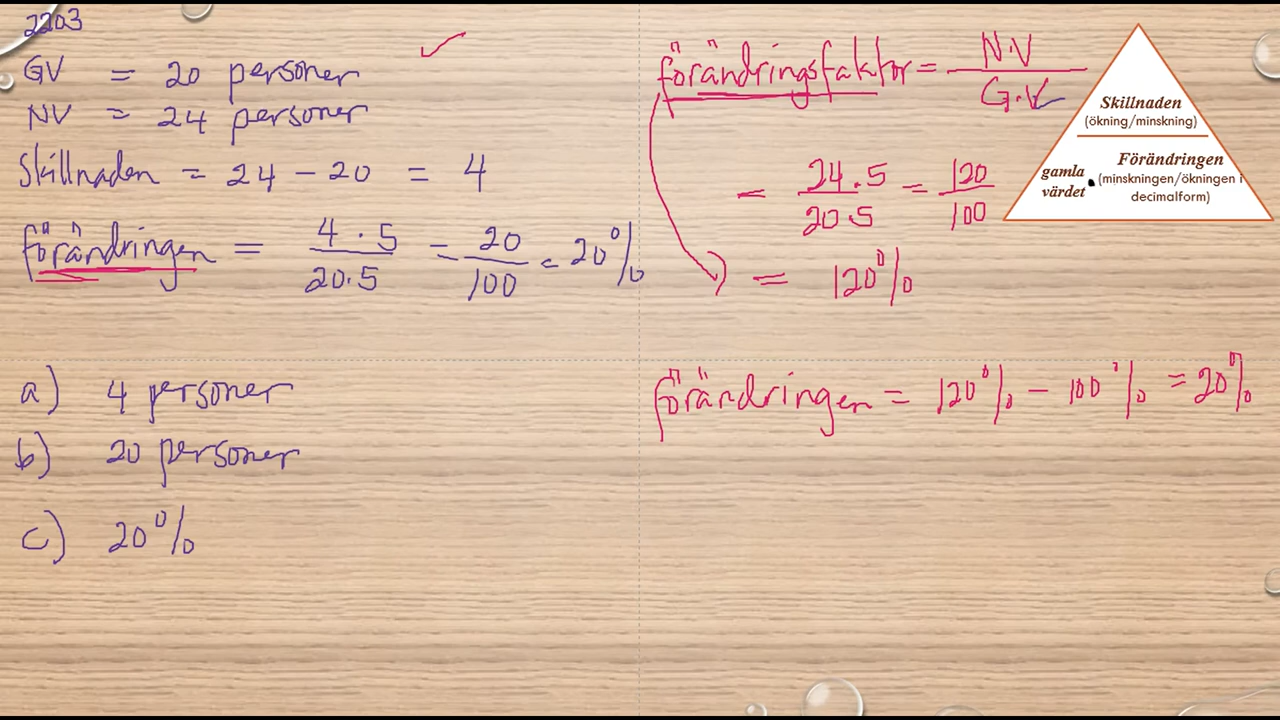 2203
GV = 20 personer
NV = 24 personer
Skillnaden = 24 - 20 = 4
förändringen = 4 . 5 / 20.5 = 20 / 100 = 20%
a) 4 personer
b) 20 personer
c) 20%
förändringsfaktor = N.V / G.V
= 24.5 / 20.5 = 120 / 100
= 120%
förändringen = 120% - 100% = 20%
Skillnaden
(ökning/minskning)
gamla
värdet
Förändringen
(minskningen/ökningen i
decimalform)